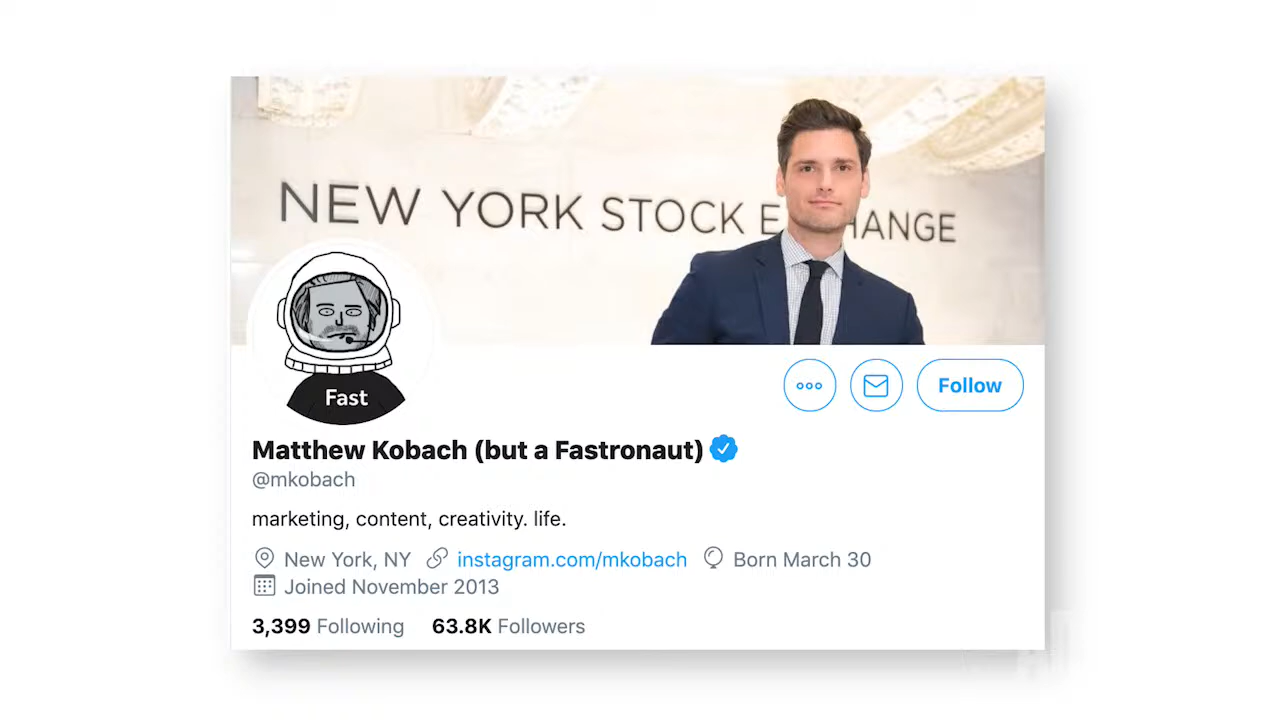 NEW YORK STOCK E HANGE
Fast
Matthew Kobach (but a Fastronaut)
@mkobach
Follow
marketing, content, creativity. life.
New York, NY instagram.com/mkobach Born March 30
Joined November 2013
3,399 Following 63.8K Followers